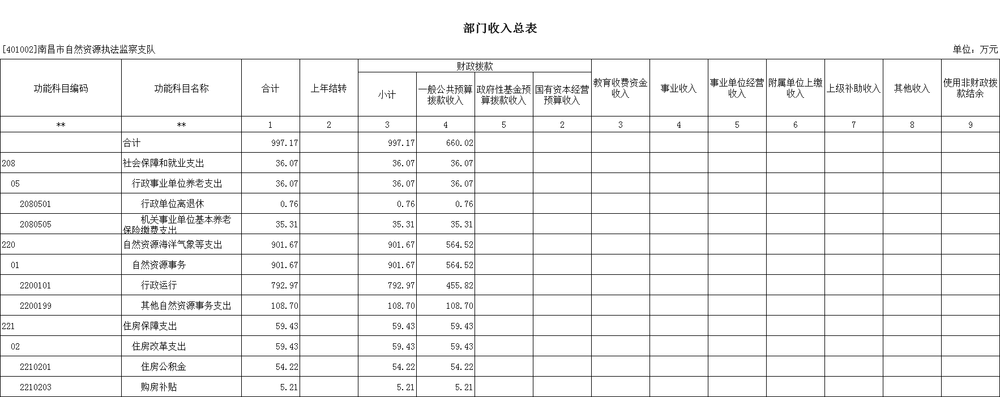 部门收入总表
[401002]南昌市自然资源执法监察支队 单位：万元
功能科目编码 功能科目名称 合计 上年结转 财政拨款 教育收费资金收入 事业收入 事业单位经营收入 附属单位上缴收入 上级补助收入 其他收入 使用非财政拨款结余
小计 一般公共预算拨款收入 政府性基金预算拨款收入 国有资本经营预算收入
** ** 1 2 3 4 5 2 3 4 5 6 7 8 9
合计 997.17 997.17 660.02
208 社会保障和就业支出 36.07 36.07 36.07
05 行政事业单位养老支出 36.07 36.07 36.07
2080501 行政单位离退休 0.76 0.76 0.76
2080505 机关事业单位基本养老保险缴费支出 35.31 35.31 35.31
220 自然资源海洋气象等支出 901.67 901.67 564.52
01 自然资源事务 901.67 901.67 564.52
2200101 行政运行 792.97 792.97 455.82
2200199 其他自然资源事务支出 108.70 108.70 108.70
221 住房保障支出 59.43 59.43 59.43
02 住房改革支出 59.43 59.43 59.43
2210201 住房公积金 54.22 54.22 54.22
2210203 购房补贴 5.21 5.21 5.21